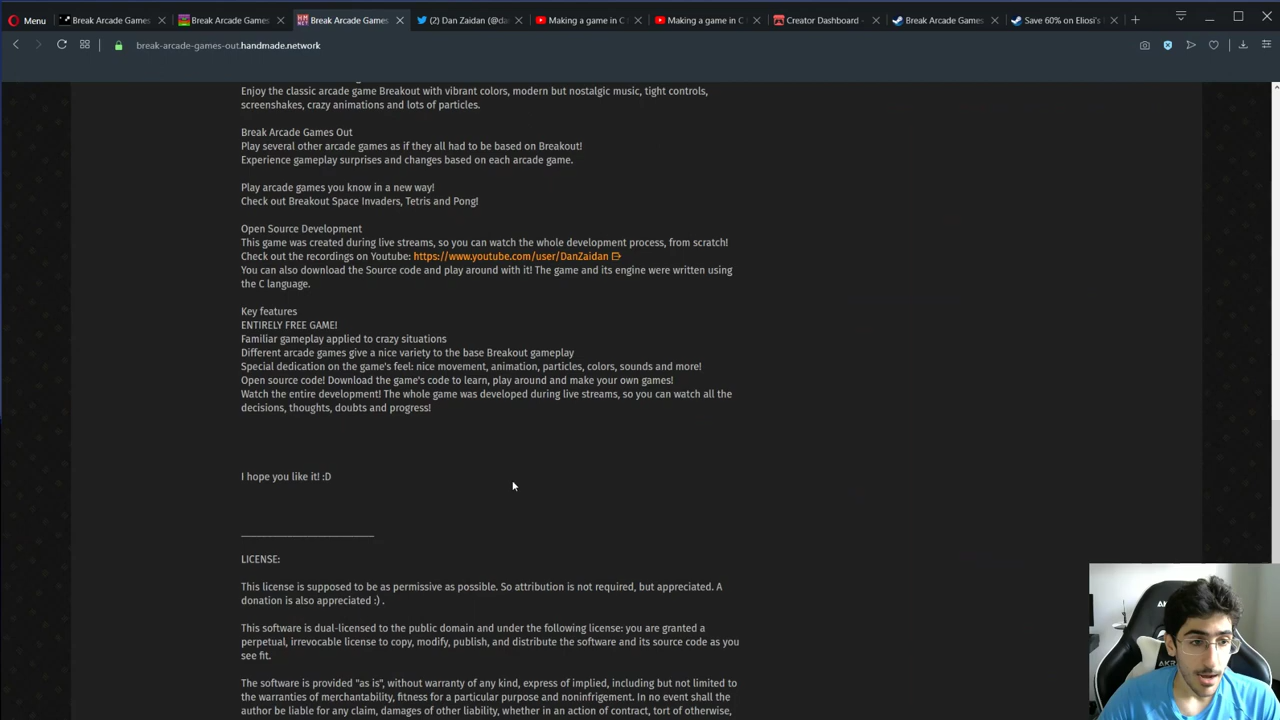 Menu
Break Arcade Games
Break Arcade Games
Break Arcade Games
(2) Dan Zaidan (@da
Making a game in C
Making a game in C
Creator Dashboard -
Break Arcade Games
Save 60% on Eliosi's
break-arcade-games-out.handmade.network
Enjoy the classic arcade game Breakout with vibrant colors, modern but nostalgic music, tight controls,
screenshakes, crazy animations and lots of particles.
Break Arcade Games Out
Play several other arcade games as if they all had to be based on Breakout!
Experience gameplay surprises and changes based on each arcade game.
Play arcade games you know in a new way!
Check out Breakout Space Invaders, Tetris and Pong!
Open Source Development
This game was created during live streams, so you can watch the whole development process, from scratch!
Check out the recordings on Youtube: https://www.youtube.com/user/DanZaidan
You can also download the Source code and play around with it! The game and its engine were written using
the C language.
Key features
ENTIRELY FREE GAME!
Familiar gameplay applied to crazy situations
Different arcade games give a nice variety to the base Breakout gameplay
Special dedication on the game's feel: nice movement, animation, particles, colors, sounds and more!
Open source code! Download the game's code to learn, play around and make your own games!
Watch the entire development! The whole game was developed during live streams, so you can watch all the
decisions, thoughts, doubts and progress!
I hope you like it! :D
LICENSE:
This license is supposed to be as permissive as possible. So attribution is not required, but appreciated. A
donation is also appreciated :) .
This software is dual-licensed to the public domain and under the following license: you are granted a
perpetual, irrevocable license to copy, modify, publish, and distribute the software and its source code as you
see fit.
The software is provided "as is", without warranty of any kind, express of implied, including but not limited to
the warranties of merchantability, fitness for a particular purpose and noninfrigement. In no event shall the
author be liable for any claim, damages of other liability, whether in an action of contract, tort of otherwise,